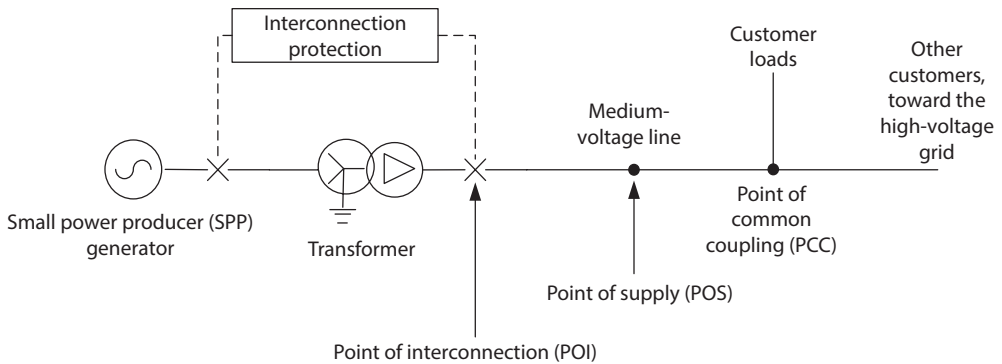 Interconnection
protection
Customer
loads
Other
customers,
toward the
high-voltage
grid
Medium-
voltage line
Small power producer (SPP)
generator
Transformer
Point of
common
coupling (PCC)
Point of supply (POS)
Point of interconnection (POI)